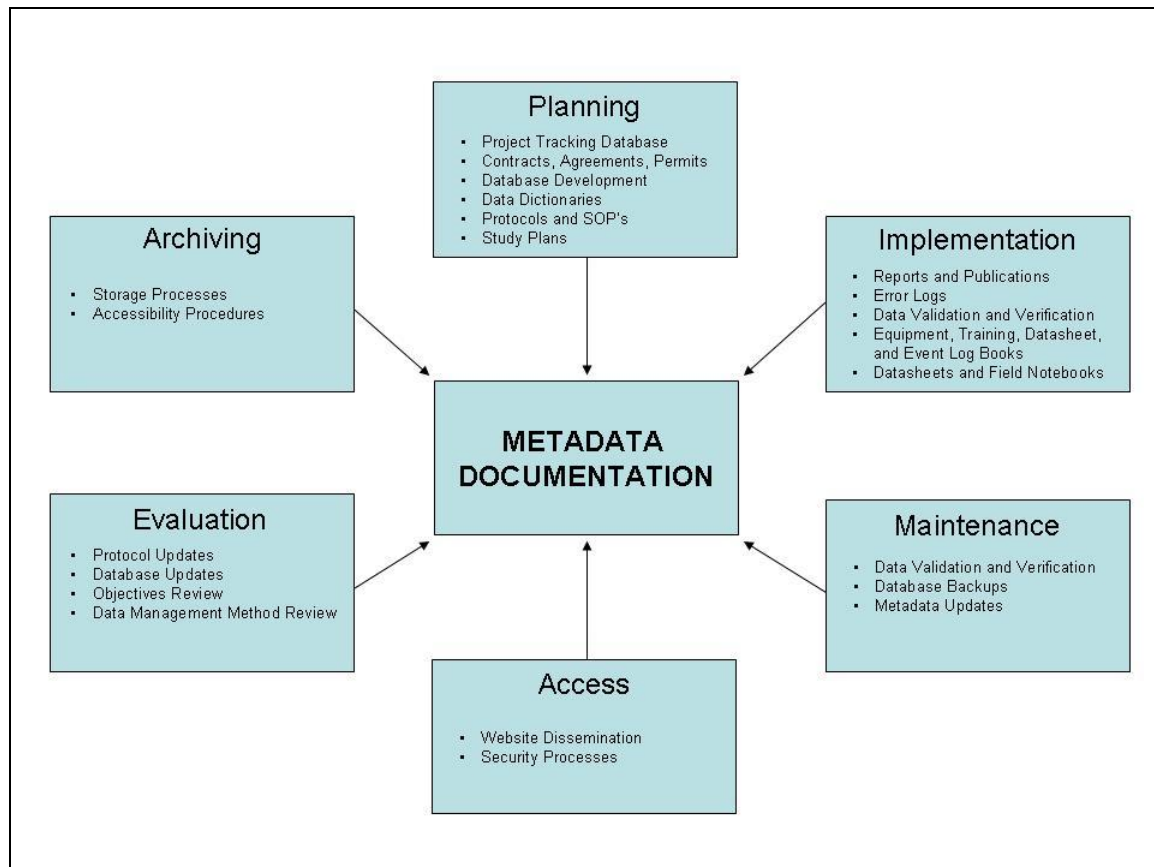 Planning
• Project Tracking Database
• Contracts, Agreements, Permits
• Database Development
• Data Dictionaries
• Protocols and SOP's
• Study Plans
Archiving
• Storage Processes
• Accessibility Procedures
Implementation
• Reports and Publications
• Error Logs
• Data Validation and Verification
• Equipment, Training, Datasheet,
and Event Log Books
• Datasheets and Field Notebooks
METADATA
DOCUMENTATION
Evaluation
• Protocol Updates
• Database Updates
• Objectives Review
• Data Management Method Review
Maintenance
• Data Validation and Verification
• Database Backups
• Metadata Updates
Access
• Website Dissemination
• Security Processes